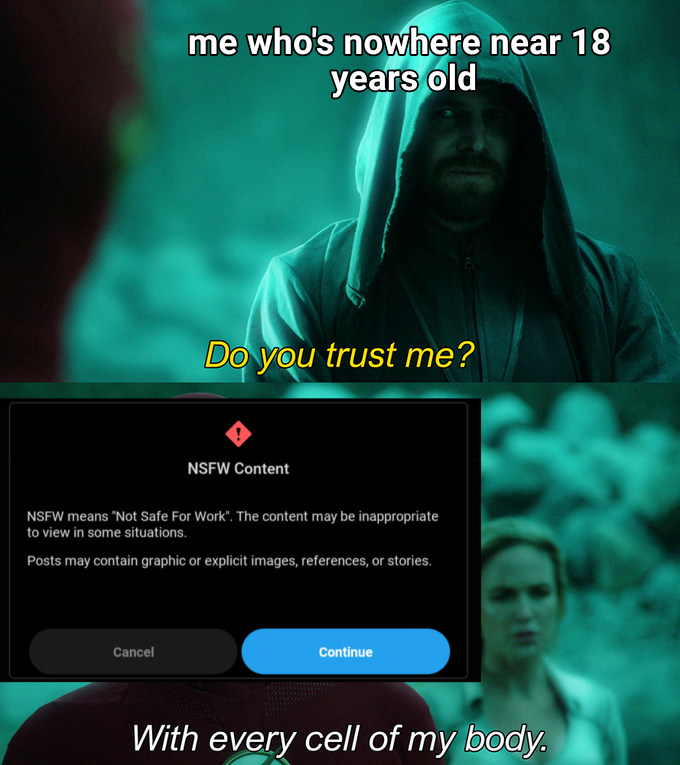 me who's nowhere near 18
years old
Do you trust me?
NSFW Content
NSFW means "Not Safe For Work". The content may be inappropriate
to view in some situations.
Posts may contain graphic or explicit images, references, or stories.
Cancel
Continue
With every cell of my body.